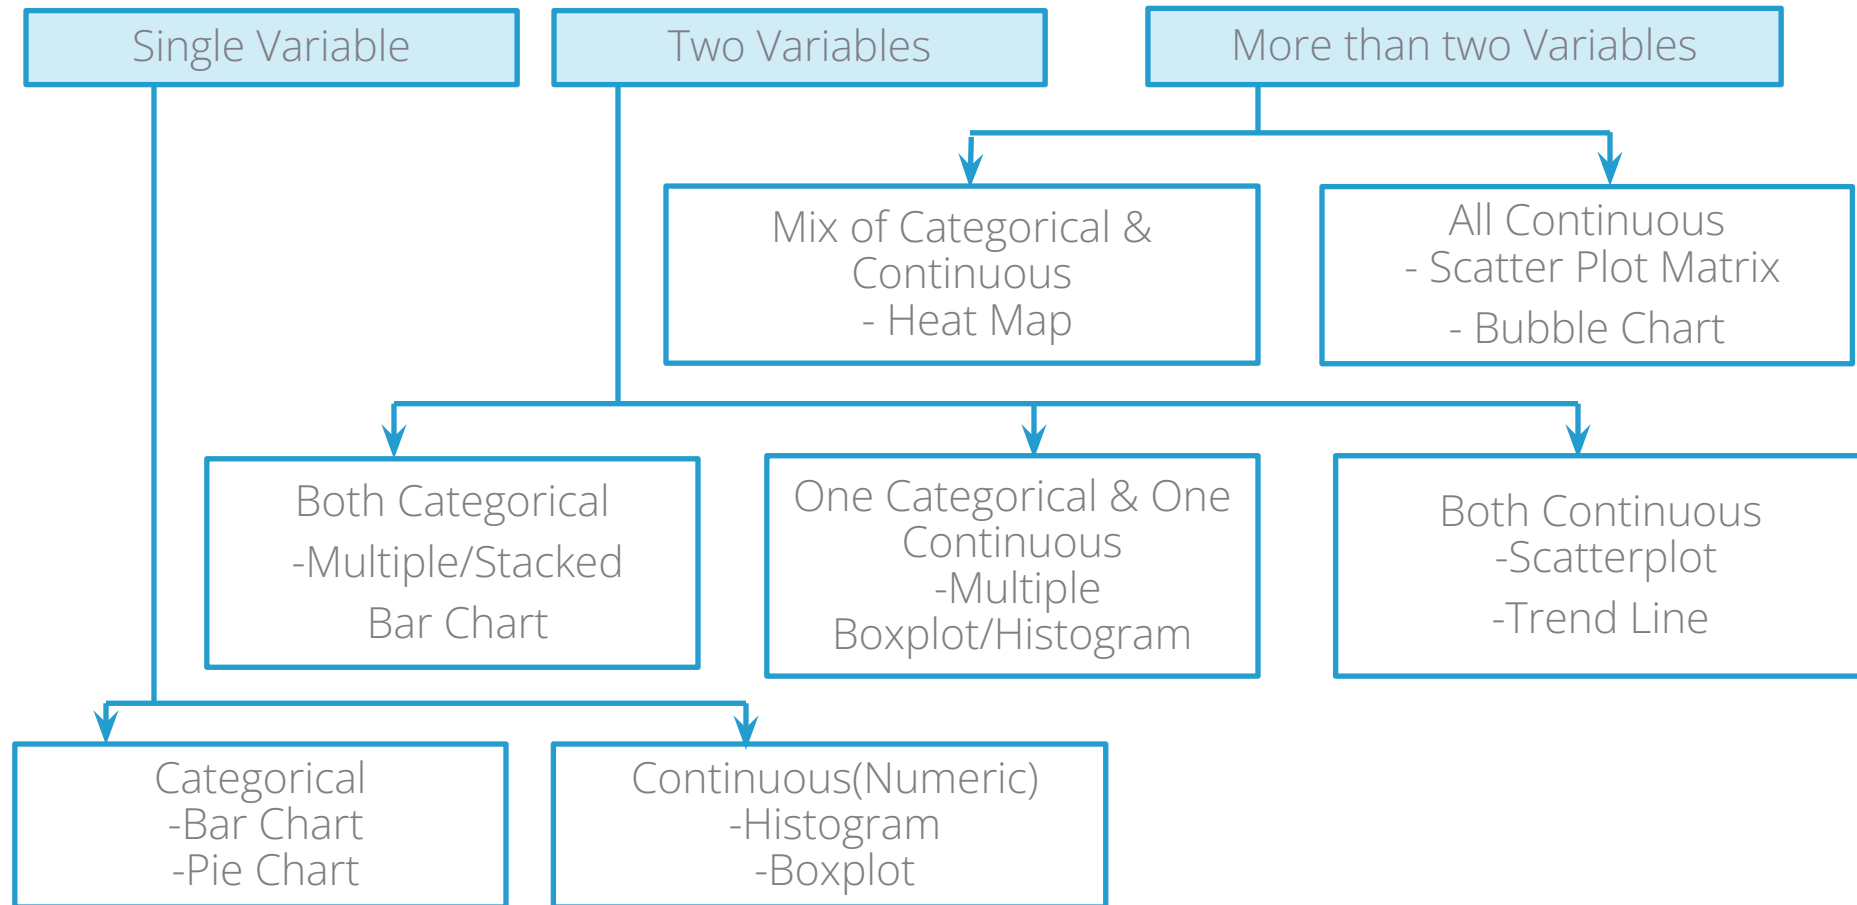 Single Variable
Two Variables
More than two Variables
Mix of Categorical &
Continuous
- Heat Map
All Continuous
- Scatter Plot Matrix
- Bubble Chart
Both Categorical
-Multiple/Stacked
Bar Chart
One Categorical & One
Continuous
-Multiple
Boxplot/Histogram
Both Continuous
-Scatterplot
-Trend Line
Categorical
-Bar Chart
-Pie Chart
Continuous(Numeric)
-Histogram
-Boxplot